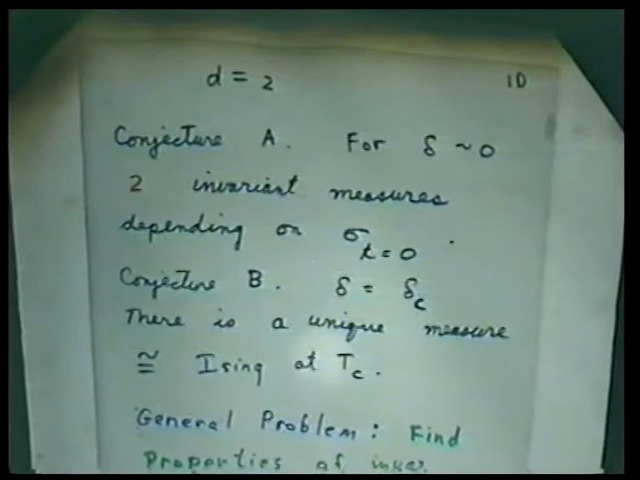 d = 2 10
Conjecture A. For δ ~ 0
2 invariant measures
depending on σ_{t=0}.
Conjecture B. δ = δ_c
There is a unique measure
≅ Ising at T_c.
General Problem: Find
Properties of